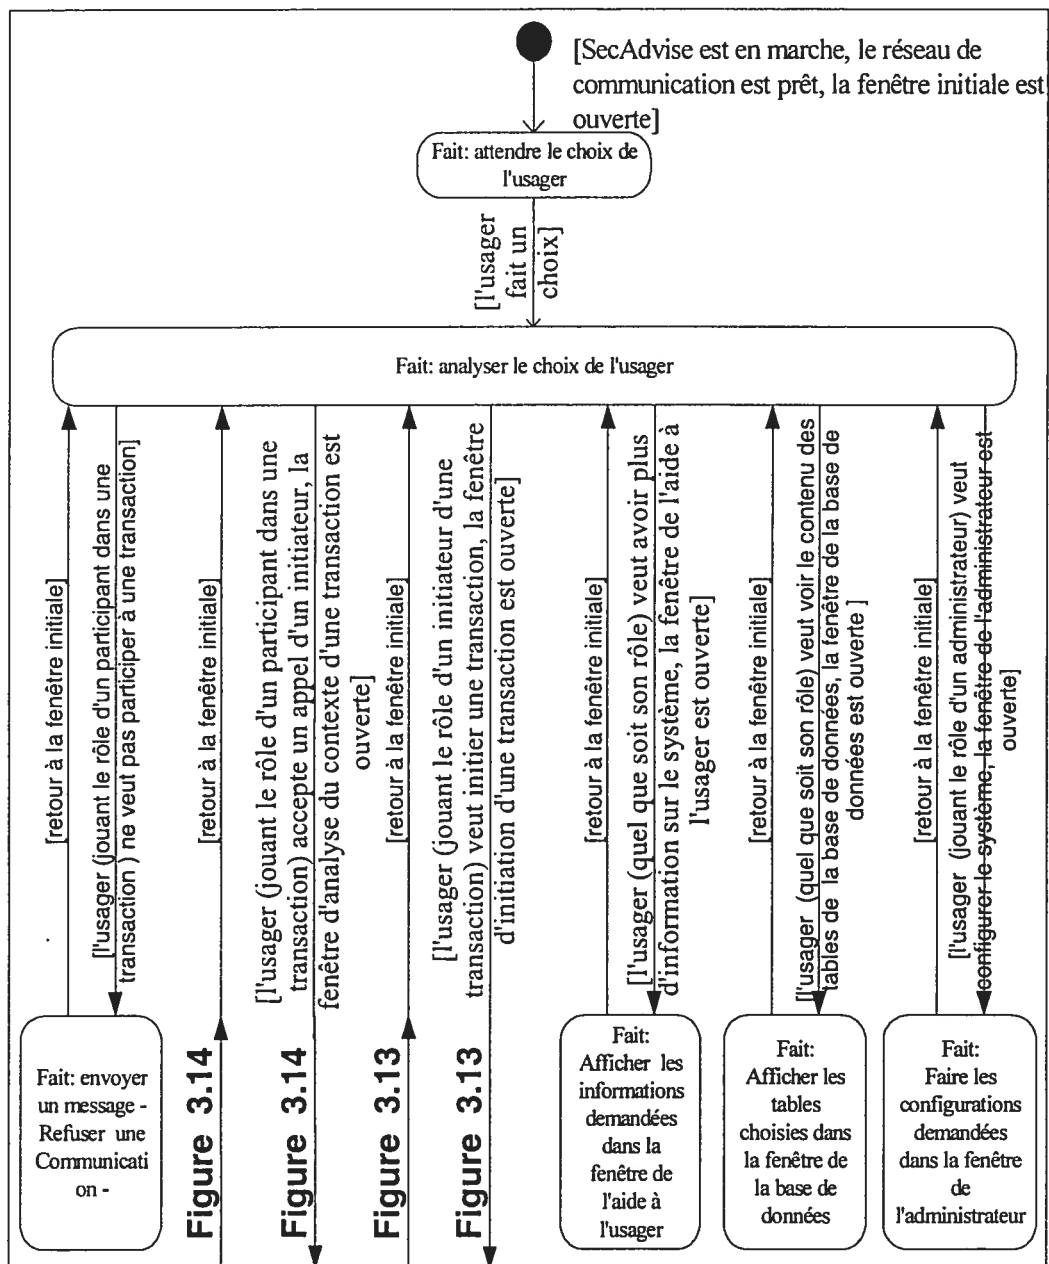 [SecAdvise est en marche, le réseau de
communication est prêt, la fenêtre initiale est
ouverte]
Fait: attendre le choix de
l'usager
[l'usager
fait un
choix]
Fait: analyser le choix de l'usager
[retour à la fenêtre initiale]
[l'usager (jouant le rôle d'un participant dans une
transaction ) ne veut pas participer à une transaction]
[retour à la fenêtre initiale]
[l'usager (jouant le rôle d'un participant dans une
transaction) accepte un appel d'un initiateur, la
fenêtre d'analyse du contexte d'une transaction est
ouverte]
[retour à la fenêtre initiale]
[l'usager (jouant le rôle d'un initiateur d'une
transaction) veut initier une transaction, la fenêtre
d'initiation d'une transaction est ouverte]
[retour à la fenêtre initiale]
[l'usager (quel que soit son rôle) veut avoir plus
d'information sur le système, la fenêtre de l'aide à
l'usager est ouverte]
[retour à la fenêtre initiale]
[l'usager (quel que soit son rôle) veut voir le contenu des
tables de la base de données, la fenêtre de la base de
données est ouverte ]
[retour à la fenêtre initiale]
[l'usager (jouant le rôle d'un administrateur) veut
configurer le système, la fenêtre de l'administrateur est
ouverte]
Fait: envoyer
un message -
Refuser une
Communicati
on -
Figure 3.14
Figure 3.14
Figure 3.13
Figure 3.13
Fait:
Afficher les
informations
demandées
dans la
fenêtre de
l'aide à
l'usager
Fait:
Afficher les
tables
choisies dans
la fenêtre de
la base de
données
Fait:
Faire les
configurations
demandées
dans la fenêtre
de
l'administrateur